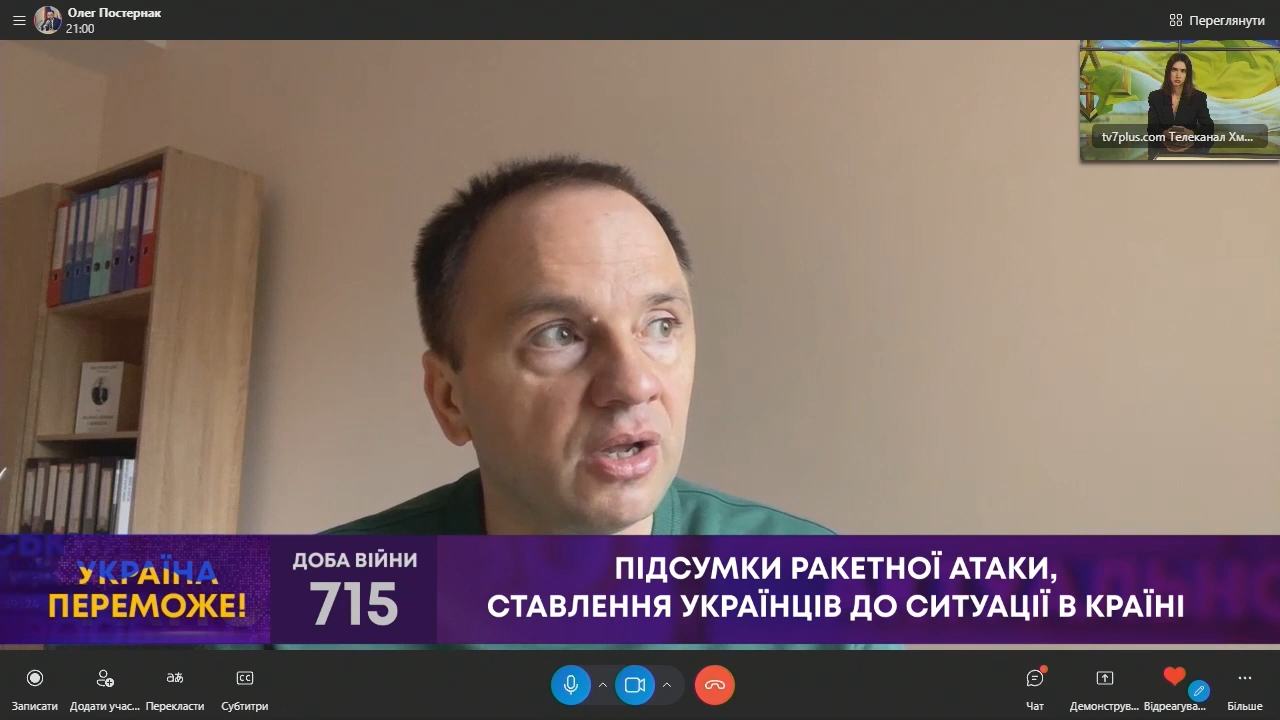 Олег Постернак
21:00
Переглянути
tv7plus.com Телеканал Хм...
УКРАЇНА
ПЕРЕМОЖЕ!
ДОБА ВІЙНИ
715
ПІДСУМКИ РАКЕТНОЇ АТАКИ,
СТАВЛЕННЯ УКРАЇНЦІВ ДО СИТУАЦІЇ В КРАЇНІ
Записати
Додати учас...
Перекласти
Субтитри
Чат
Демонструв...
Відреагува...
Більше